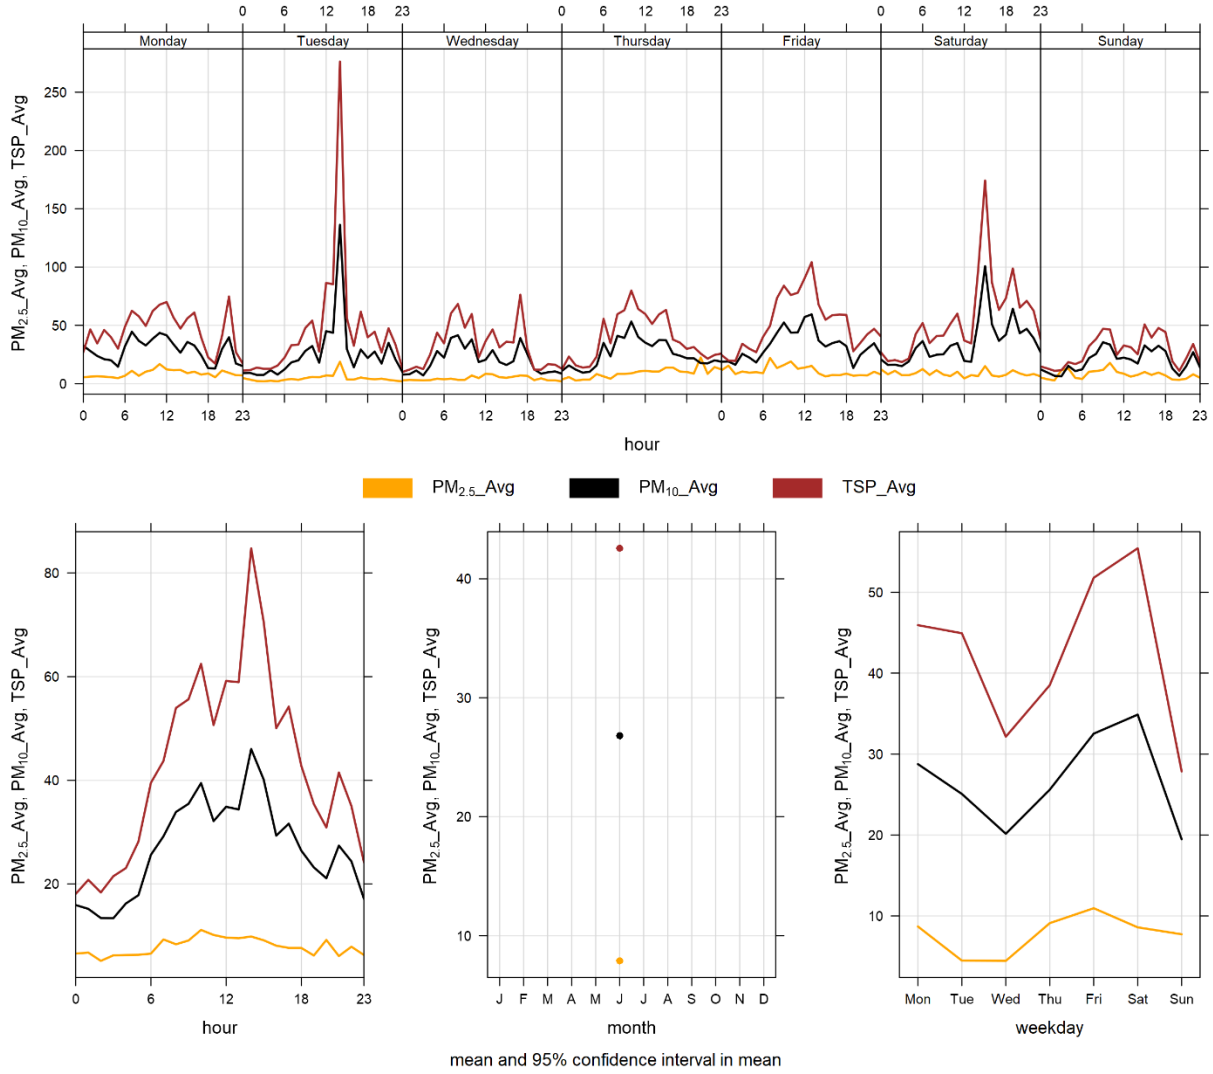 0 6 12 18 23 0 6 12 18 23 0 6 12 18 23
Monday Tuesday Wednesday Thursday Friday Saturday Sunday
PM2.5_Avg, PM10_Avg, TSP_Avg
250
200
150
100
50
0
0 6 12 18 23 0 6 12 18 23 0 6 12 18 23 0 6 12 18 23
hour
PM2.5_Avg PM10_Avg TSP_Avg
PM2.5_Avg, PM10_Avg, TSP_Avg
80
60
40
20
0 6 12 18 23
hour
PM2.5_Avg, PM10_Avg, TSP_Avg
40
30
20
10
J F M A M J J A S O N D
month
PM2.5_Avg, PM10_Avg, TSP_Avg
50
40
30
20
10
Mon Tue Wed Thu Fri Sat Sun
weekday
mean and 95% confidence interval in mean